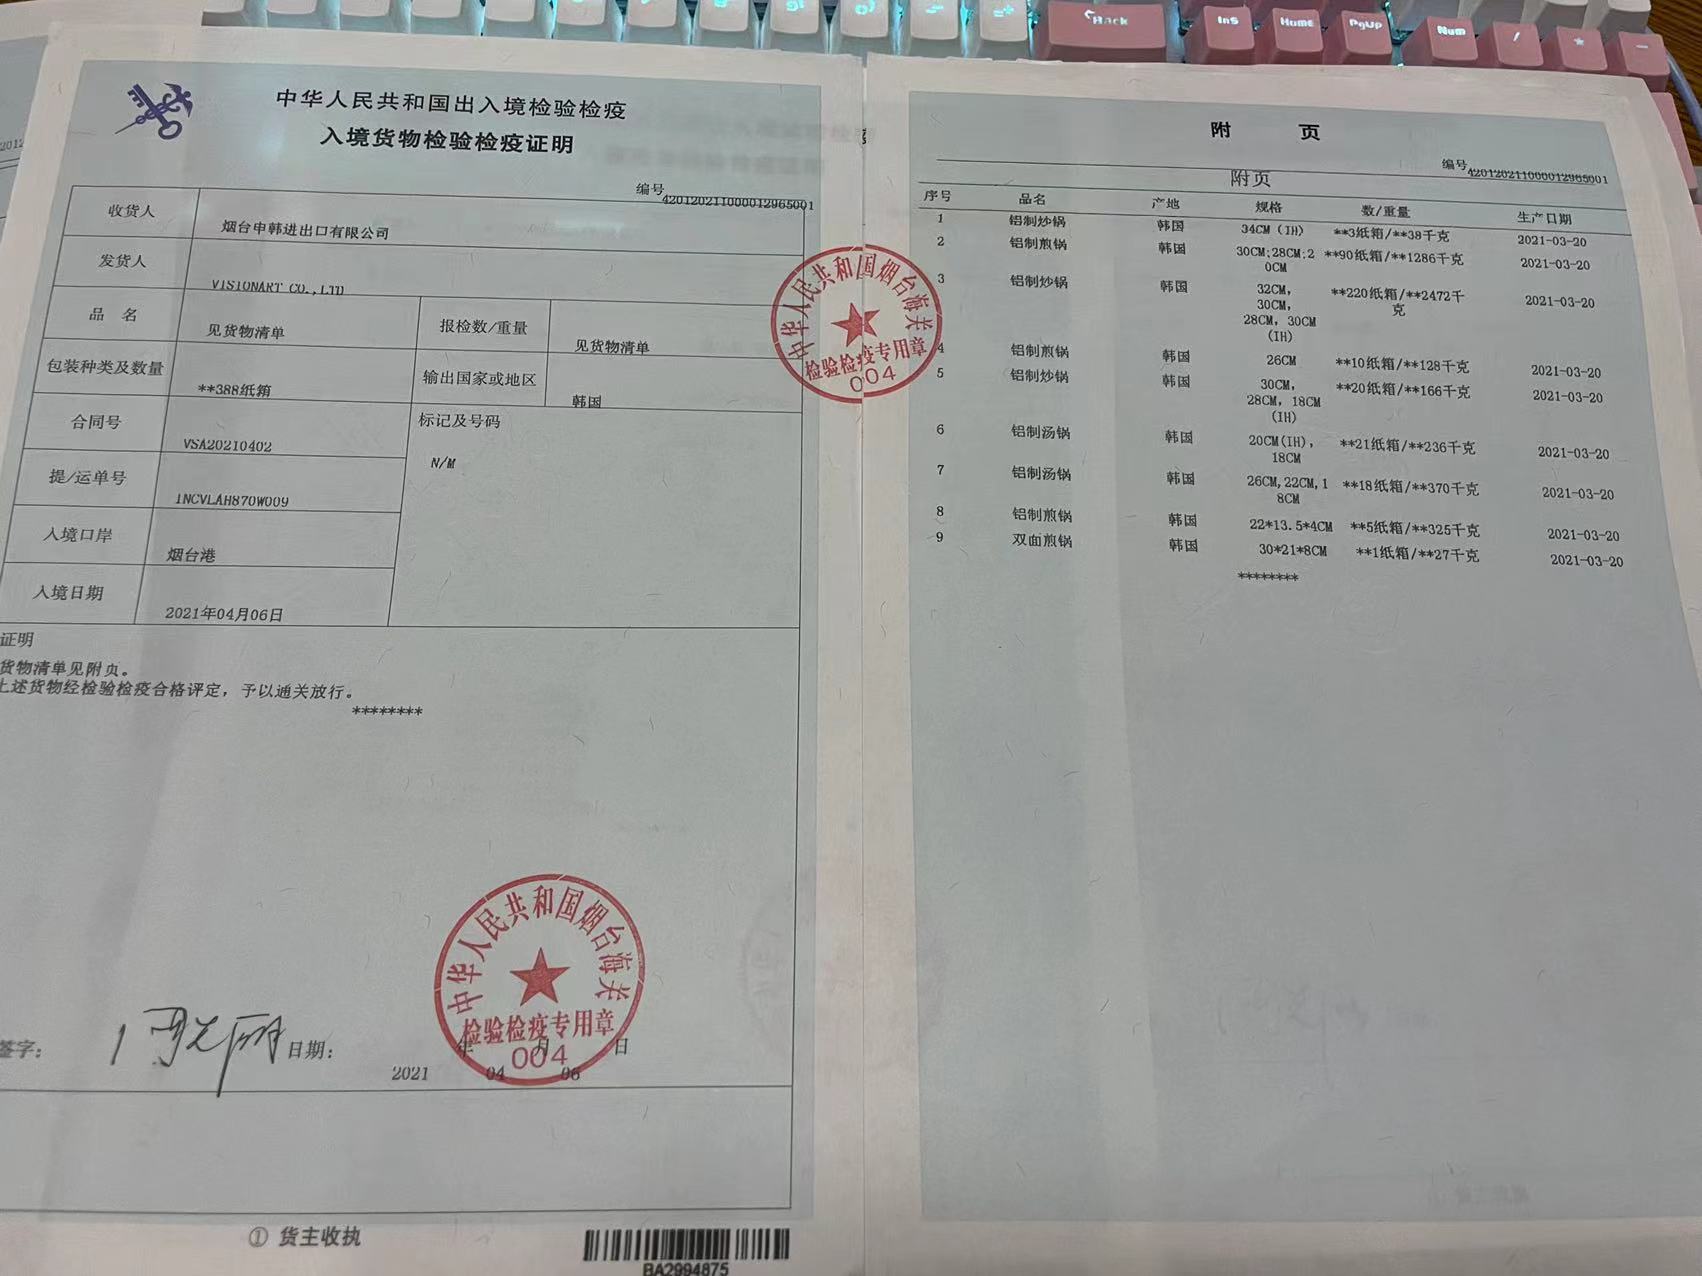 Back
Ins
Home
PgUp
Num
/
*
-
中华人民共和国出入境检验检疫
入境货物检验检疫证明
编号 420120211000012965001
收货人 烟台申韩进出口有限公司
发货人 VISIONART CO.,LTD
品 名 见货物清单 报检数/重量 见货物清单
包装种类及数量 **388纸箱 输出国家或地区 韩国
合同号 VSA20210402 标记及号码
N/M
提/运单号 1NCVLAH870W009
入境口岸 烟台港
入境日期 2021年04月06日
证明
货物清单见附页。
上述货物经检验检疫合格评定，予以通关放行。
********
中华人民共和国烟台海关
检验检疫专用章
004
签字：
日期：
年 月 日
2021 04 06
① 货主收执
BA2994875
附 页
编号 420120211000012965001
附页
序号 品名 产地 规格 数/重量 生产日期
1 铝制炒锅 韩国 34CM（IH） **3纸箱/**38千克 2021-03-20
2 铝制煎锅 韩国 30CM;28CM;2 **90纸箱/**1286千克 2021-03-20
0CM
3 铝制炒锅 韩国 32CM， **220纸箱/**2472千 2021-03-20
30CM， 克
28CM，30CM
（IH）
4 铝制煎锅 韩国 26CM **10纸箱/**128千克 2021-03-20
5 铝制炒锅 韩国 30CM， **20纸箱/**166千克 2021-03-20
28CM，18CM
（IH）
6 铝制汤锅 韩国 20CM(IH)， **21纸箱/**236千克 2021-03-20
18CM
7 铝制汤锅 韩国 26CM,22CM,1 **18纸箱/**370千克 2021-03-20
8CM
8 铝制煎锅 韩国 22*13.5*4CM **5纸箱/**325千克 2021-03-20
9 双面煎锅 韩国 30*21*8CM **1纸箱/**27千克 2021-03-20
********
中华人民共和国烟台海关
检验检疫专用章
004